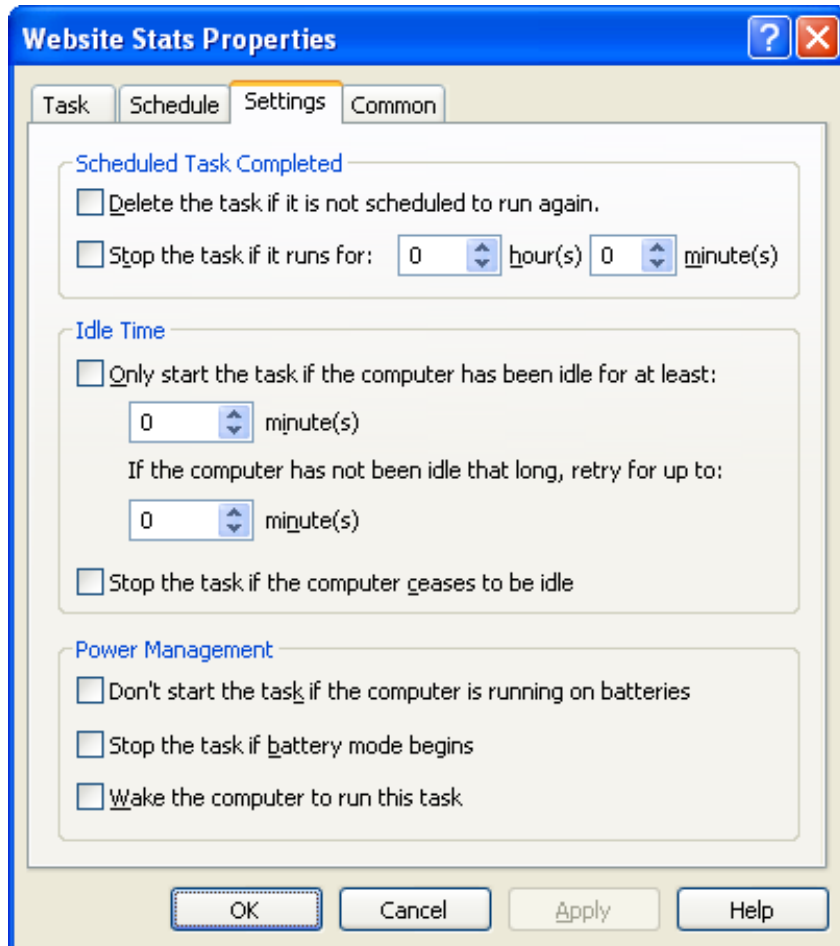 Website Stats Properties
?
Task Schedule Settings Common
Scheduled Task Completed
Delete the task if it is not scheduled to run again.
Stop the task if it runs for: 0 hour(s) 0 minute(s)
Idle Time
Only start the task if the computer has been idle for at least:
0 minute(s)
If the computer has not been idle that long, retry for up to:
0 minute(s)
Stop the task if the computer ceases to be idle
Power Management
Don't start the task if the computer is running on batteries
Stop the task if battery mode begins
Wake the computer to run this task
OK Cancel Apply Help